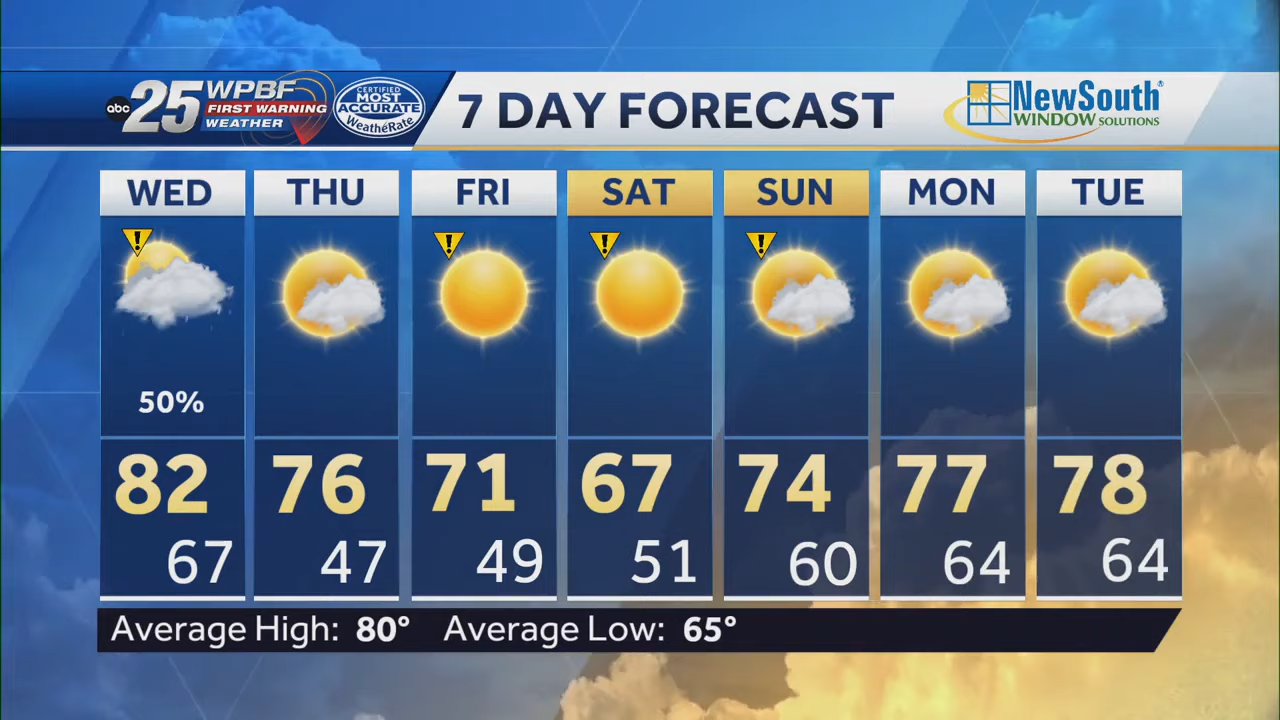 abc 25 WPBF FIRST WARNING WEATHER
CERTIFIED MOST ACCURATE WeatheRate
7 DAY FORECAST
NewSouth®
WINDOW SOLUTIONS
WED THU FRI SAT SUN MON TUE
! ! ! !
50%
82 76 71 67 74 77 78
67 47 49 51 60 64 64
Average High: 80° Average Low: 65°